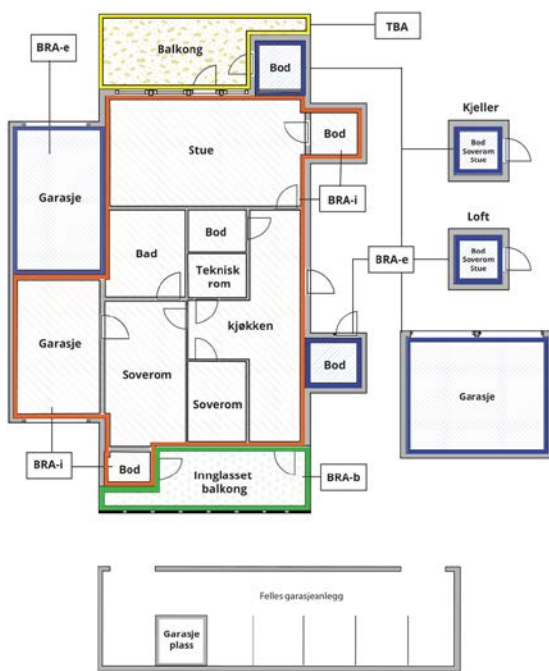 TBA
BRA-e
Balkong
Bod
Kjeller
Stue
Bod
Bod
Soverom
Stue
Garasje
BRA-i
Loft
Bad
Bod
BRA-e
Bod
Soverom
Stue
Teknisk
rom
Garasje
kjøkken
Bod
Garasje
Soverom
Soverom
BRA-i
Bod
Innglasset
balkong
BRA-b
Felles garasjeanlegg
Garasje
plass